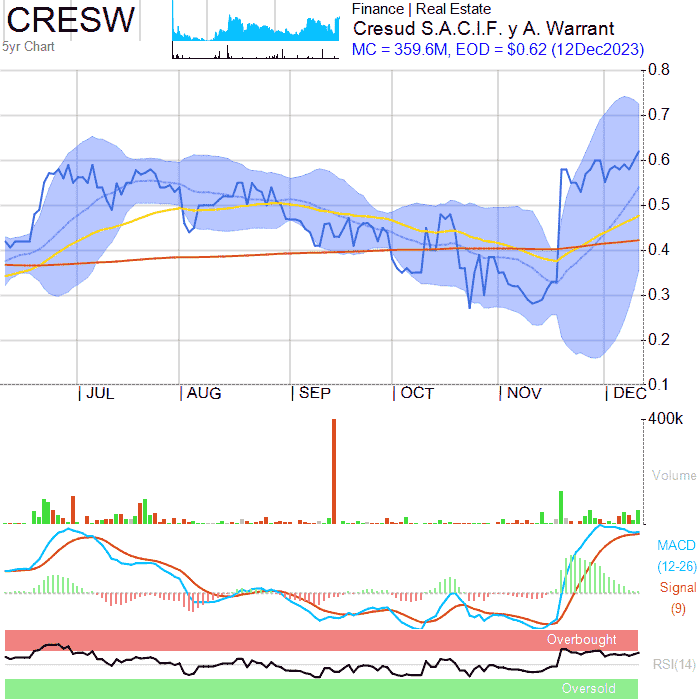 CRESW
5yr Chart
Finance | Real Estate
Cresud S.A.C.I.F. y A. Warrant
MC = 359.6M, EOD = $0.62 (12Dec2023)
0.8
0.7
0.6
0.5
0.4
0.3
0.2
0.1
| JUL | AUG | SEP | OCT | NOV | DEC
400k
Volume
MACD
(12-26)
Signal
(9)
Overbought
RSI(14)
Oversold